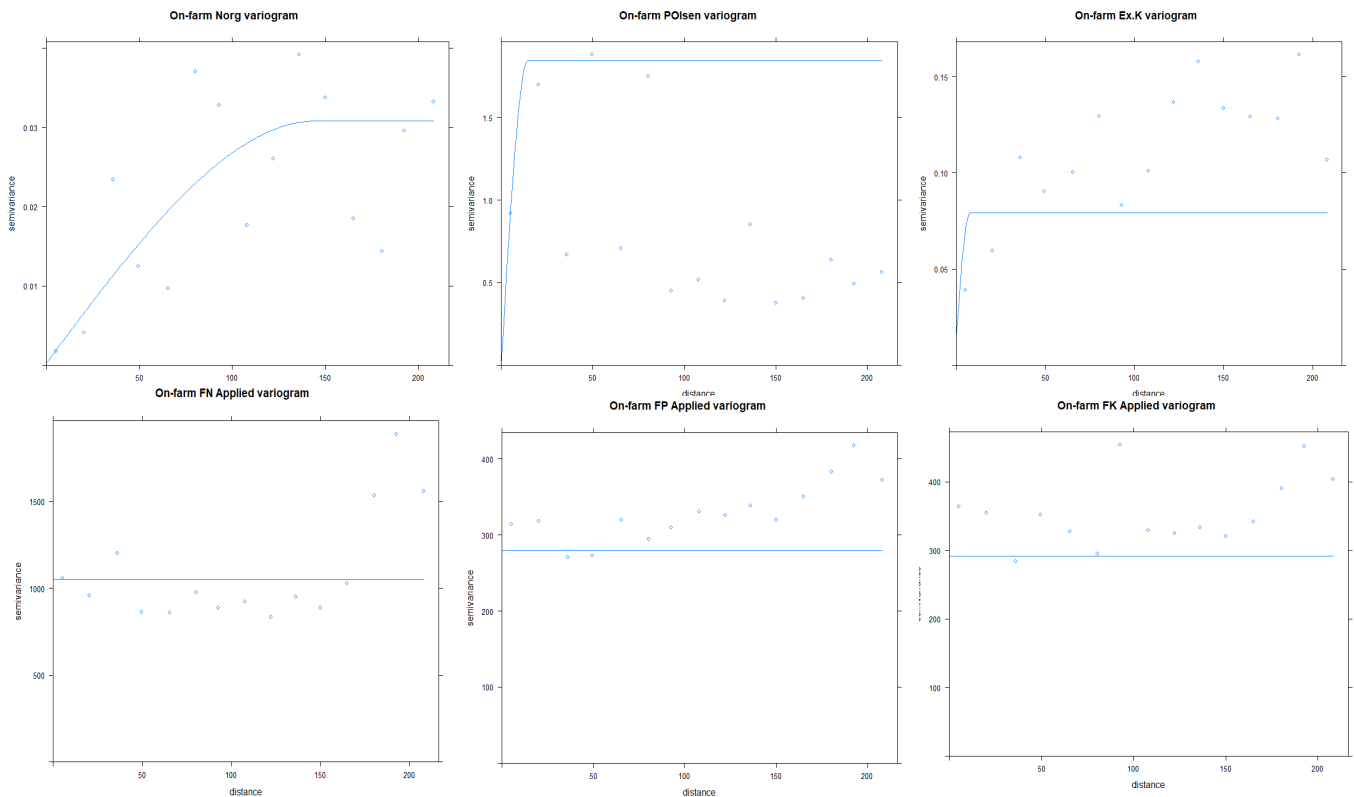 On-farm Norg variogram
semivariance
0.03
0.02
0.01
50
100
150
200
On-farm POlsen variogram
semivariance
1.5
1.0
0.5
50
100
150
200
distance
On-farm Ex.K variogram
semivariance
0.15
0.10
0.05
50
100
150
200
distance
On-farm FN Applied variogram
semivariance
1500
1000
500
50
100
150
200
distance
On-farm FP Applied variogram
semivariance
400
300
200
100
50
100
150
200
distance
On-farm FK Applied variogram
400
300
200
100
50
100
150
200
distance